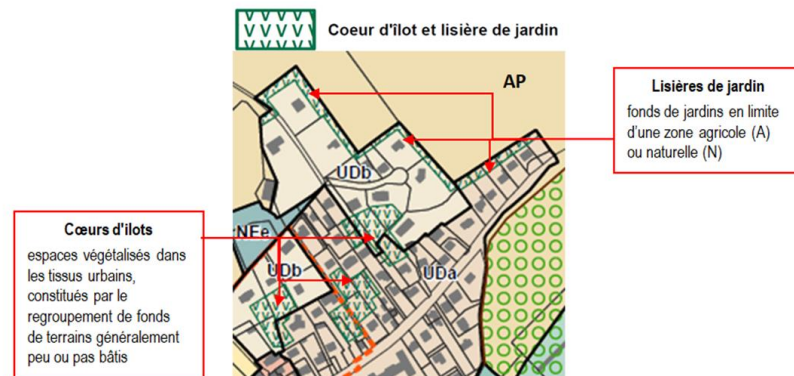 Coeur d'îlot et lisière de jardin
AP
Lisières de jardin
fonds de jardins en limite
d'une zone agricole (A)
ou naturelle (N)
UDb
Cœurs d'ilots
espaces végétalisés dans
les tissus urbains,
constitués par le
regroupement de fonds
de terrains généralement
peu ou pas bâtis
UDb
UDa